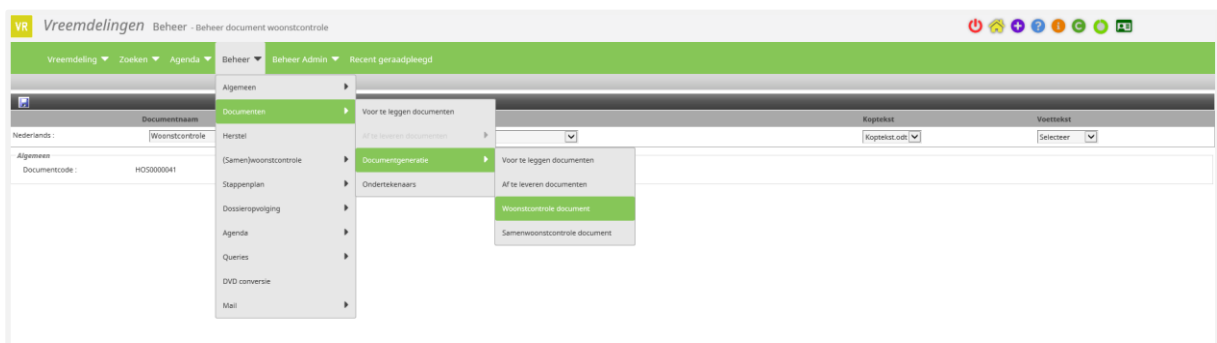 VR Vreemdelingen Beheer - Beheer document woonstcontrole
Vreemdeling Zoeken Agenda Beheer Beheer Admin Recent geraadpleegd
Algemeen
Documenten Voor te leggen documenten
Documentnaam Koptekst Voettekst
Nederlands : Woonstcontrole Herstel Af te leveren documenten Koptekst.odt Selecteer
Algemeen
(Samen)woonstcontrole Documentgeneratie Voor te leggen documenten
Documentcode : HOS0000041
Stappenplan Ondertekenaars Af te leveren documenten
Dossieropvolging Woonstcontrole document
Agenda Samenwoonstcontrole document
Queries
DVD conversie
Mail